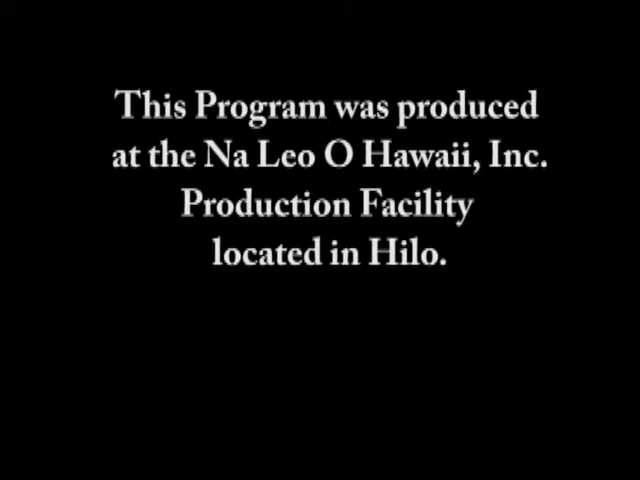 This Program was produced
at the Na Leo O Hawaii, Inc.
Production Facility
located in Hilo.